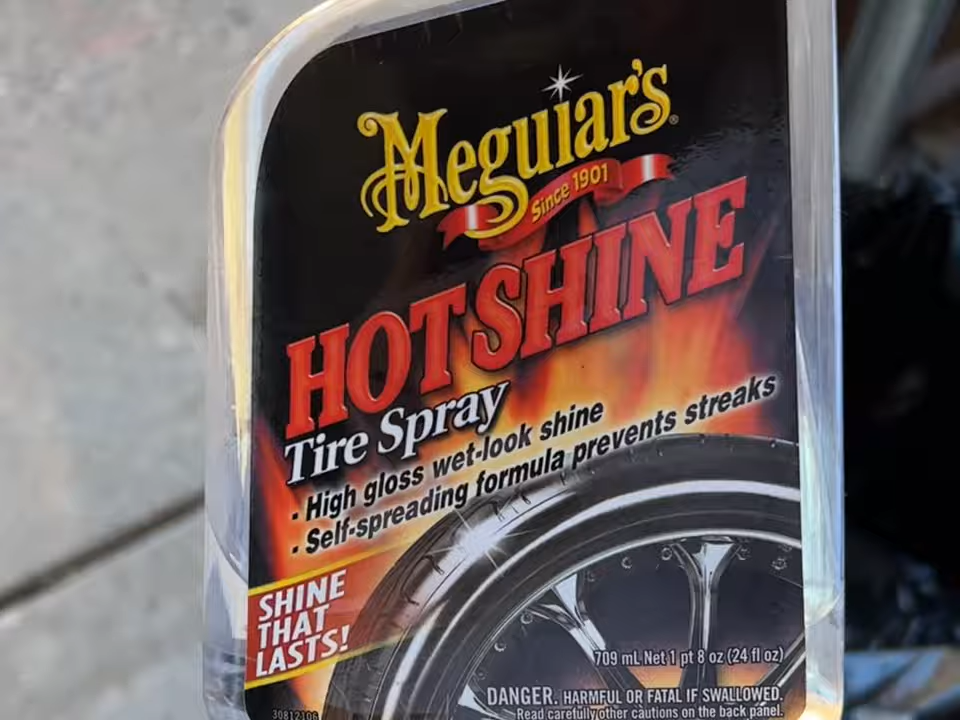 Meguiar's®
Since 1901
HOT SHINE
Tire Spray
· High gloss wet-look shine
· Self-spreading formula prevents streaks
SHINE
THAT
LASTS!
709 mL Net 1 pt 8 oz (24 fl oz)
DANGER. HARMFUL OR FATAL IF SWALLOWED.
Read carefully other cautions on the back panel.
30812106